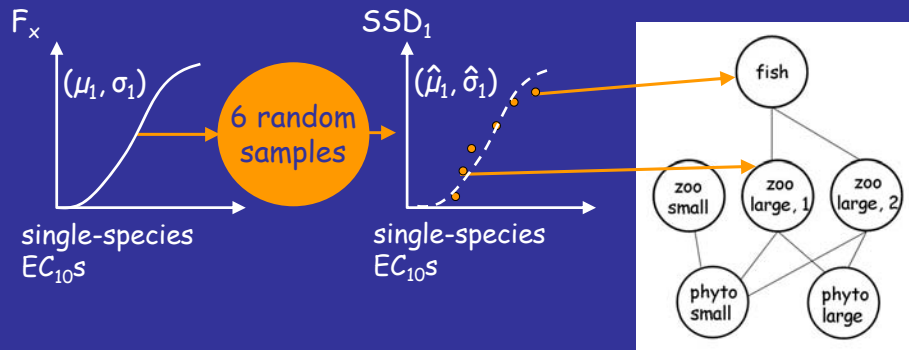 Fₓ
(μ₁, σ₁)
single-species
EC₁₀s
6 random
samples
SSD₁
(μ̂₁, σ̂₁)
single-species
EC₁₀s
fish
zoo
small
zoo
large, 1
zoo
large, 2
phyto
small
phyto
large